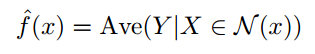 f̂(x) = Ave(Y|X ∈ 𝒩(x))